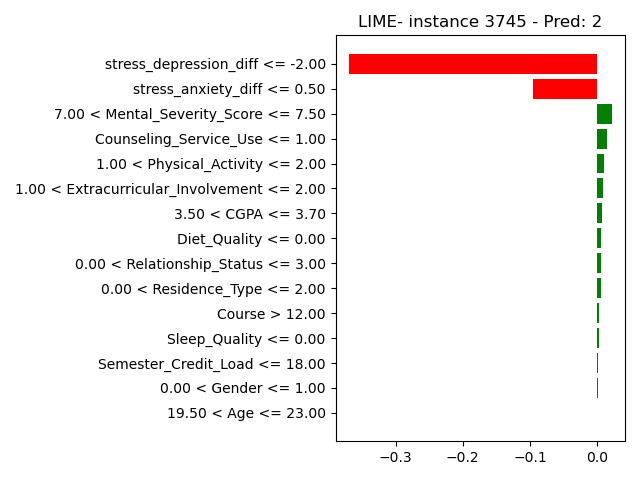 LIME- instance 3745 - Pred: 2
stress_depression_diff <= -2.00
stress_anxiety_diff <= 0.50
7.00 < Mental_Severity_Score <= 7.50
Counseling_Service_Use <= 1.00
1.00 < Physical_Activity <= 2.00
1.00 < Extracurricular_Involvement <= 2.00
3.50 < CGPA <= 3.70
Diet_Quality <= 0.00
0.00 < Relationship_Status <= 3.00
0.00 < Residence_Type <= 2.00
Course > 12.00
Sleep_Quality <= 0.00
Semester_Credit_Load <= 18.00
0.00 < Gender <= 1.00
19.50 < Age <= 23.00
−0.3 −0.2 −0.1 0.0